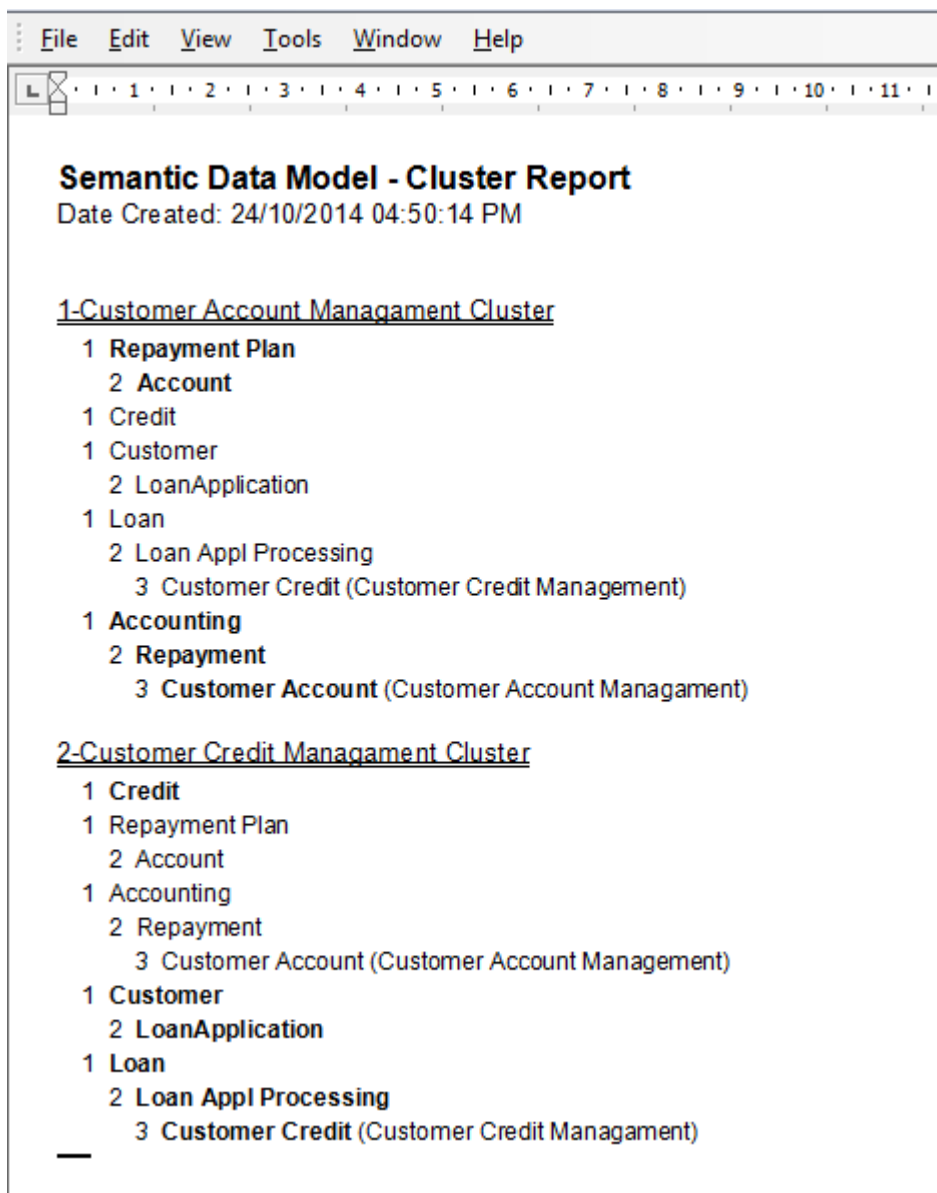 File Edit View Tools Window Help
L 1 2 3 4 5 6 7 8 9 10 11
Semantic Data Model - Cluster Report
Date Created: 24/10/2014 04:50:14 PM
1-Customer Account Managament Cluster
1 Repayment Plan
2 Account
1 Credit
1 Customer
2 LoanApplication
1 Loan
2 Loan Appl Processing
3 Customer Credit (Customer Credit Management)
1 Accounting
2 Repayment
3 Customer Account (Customer Account Managament)
2-Customer Credit Managament Cluster
1 Credit
1 Repayment Plan
2 Account
1 Accounting
2 Repayment
3 Customer Account (Customer Account Management)
1 Customer
2 LoanApplication
1 Loan
2 Loan Appl Processing
3 Customer Credit (Customer Credit Managament)